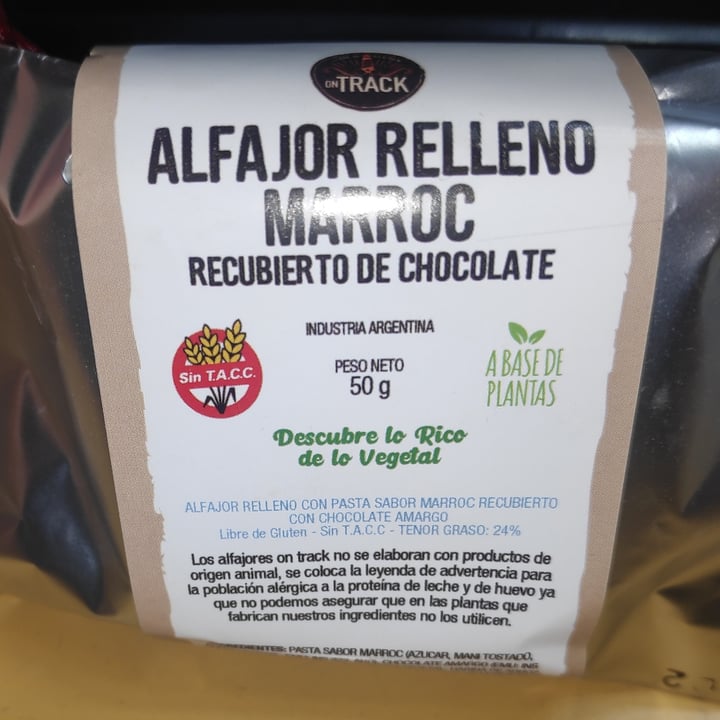 ON TRACK
ALFAJOR RELLENO
MARROC
RECUBIERTO DE CHOCOLATE
INDUSTRIA ARGENTINA
Sin T.A.C.C.
PESO NETO
50 g
A BASE DE
PLANTAS
Descubre lo Rico
de lo Vegetal
ALFAJOR RELLENO CON PASTA SABOR MARROC RECUBIERTO
CON CHOCOLATE AMARGO
Libre de Gluten - Sin T.A.C.C - TENOR GRASO: 24%
Los alfajores on track no se elaboran con productos de
origen animal, se coloca la leyenda de advertencia para
la población alérgica a la proteína de leche y de huevo ya
que no podemos asegurar que en las plantas que
fabrican nuestros ingredientes no los utilicen.
INGREDIENTES: PASTA SABOR MARROC (AZUCAR, MANI TOSTADO,
CHOCOLATE AMARGO